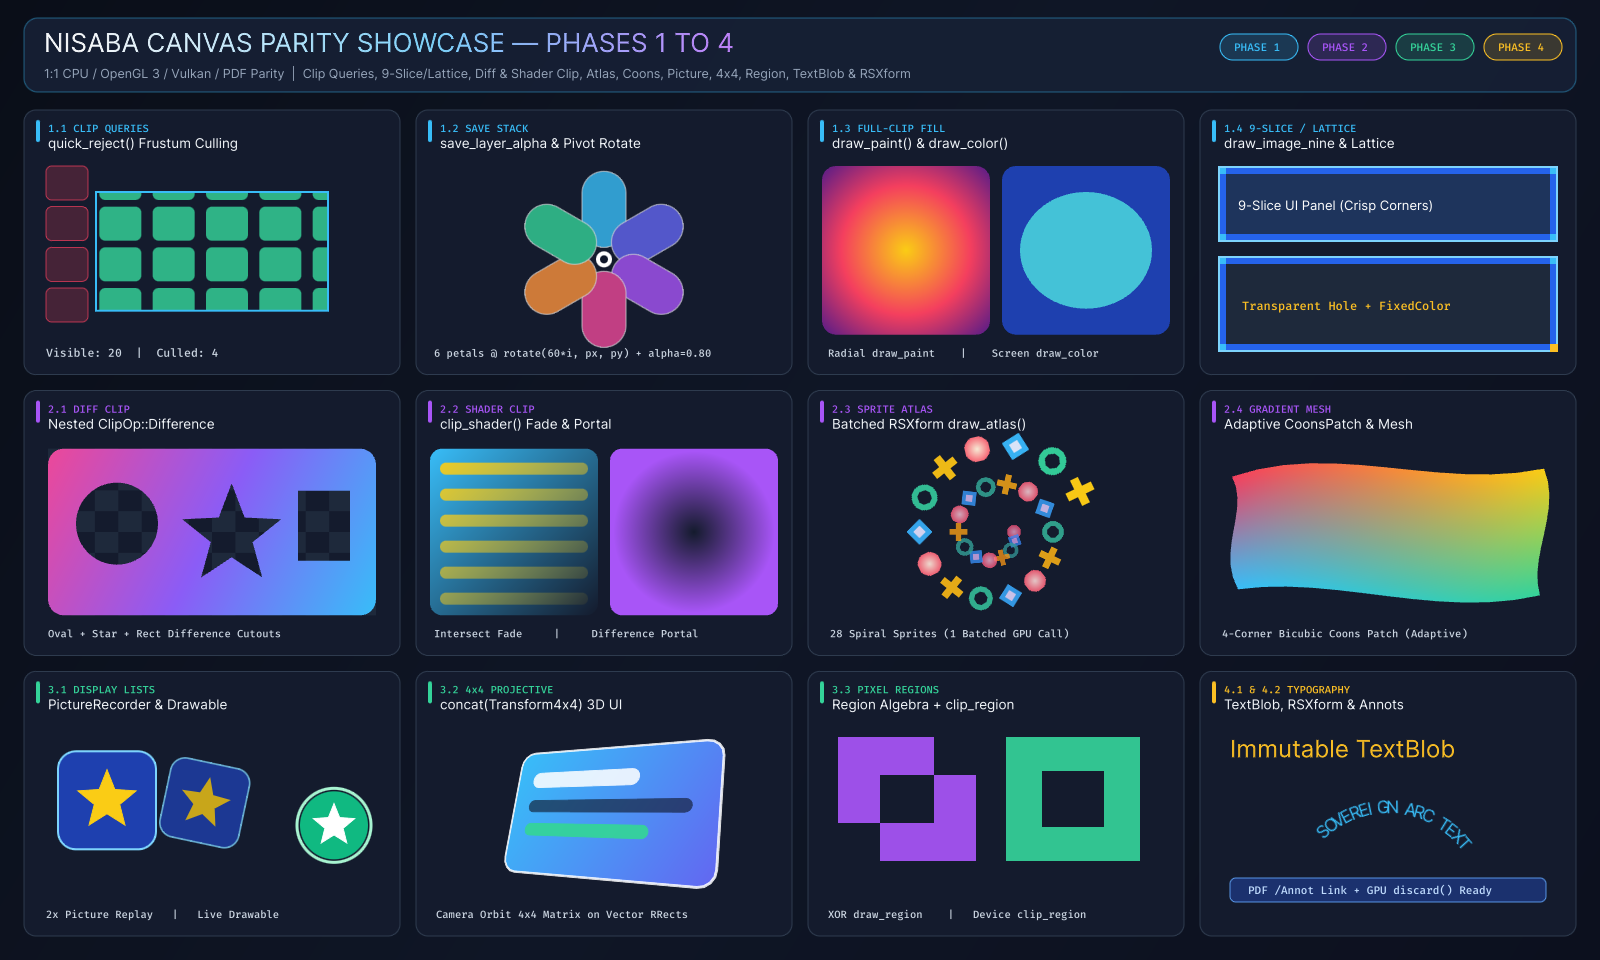 NISABA CANVAS PARITY SHOWCASE — PHASES 1 TO 4
1:1 CPU / OpenGL 3 / Vulkan / PDF Parity | Clip Queries, 9-Slice/Lattice, Diff & Shader Clip, Atlas, Coons, Picture, 4x4, Region, TextBlob & RSXform
PHASE 1
PHASE 2
PHASE 3
PHASE 4
1.1 CLIP QUERIES
quick_reject() Frustum Culling
Visible: 20 | Culled: 4
1.2 SAVE STACK
save_layer_alpha & Pivot Rotate
6 petals @ rotate(60*i, px, py) + alpha=0.80
1.3 FULL-CLIP FILL
draw_paint() & draw_color()
Radial draw_paint | Screen draw_color
1.4 9-SLICE / LATTICE
draw_image_nine & Lattice
9-Slice UI Panel (Crisp Corners)
Transparent Hole + FixedColor
2.1 DIFF CLIP
Nested ClipOp::Difference
Oval + Star + Rect Difference Cutouts
2.2 SHADER CLIP
clip_shader() Fade & Portal
Intersect Fade | Difference Portal
2.3 SPRITE ATLAS
Batched RSXform draw_atlas()
28 Spiral Sprites (1 Batched GPU Call)
2.4 GRADIENT MESH
Adaptive CoonsPatch & Mesh
4-Corner Bicubic Coons Patch (Adaptive)
3.1 DISPLAY LISTS
PictureRecorder & Drawable
2x Picture Replay | Live Drawable
3.2 4x4 PROJECTIVE
concat(Transform4x4) 3D UI
Camera Orbit 4x4 Matrix on Vector RRects
3.3 PIXEL REGIONS
Region Algebra + clip_region
XOR draw_region | Device clip_region
4.1 & 4.2 TYPOGRAPHY
TextBlob, RSXform & Annots
Immutable TextBlob
SOVEREIGN ARC TEXT
PDF /Annot Link + GPU discard() Ready